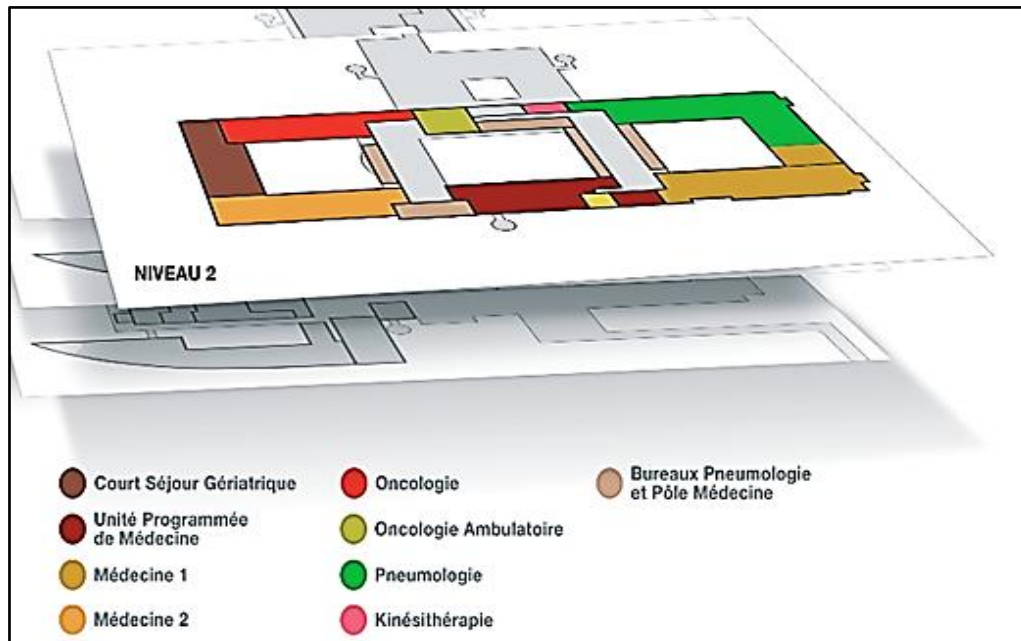 NIVEAU 2
Court Séjour Gériatrique
Unité Programmée
de Médecine
Médecine 1
Médecine 2
Oncologie
Oncologie Ambulatoire
Pneumologie
Kinésithérapie
Bureaux Pneumologie
et Pôle Médecine